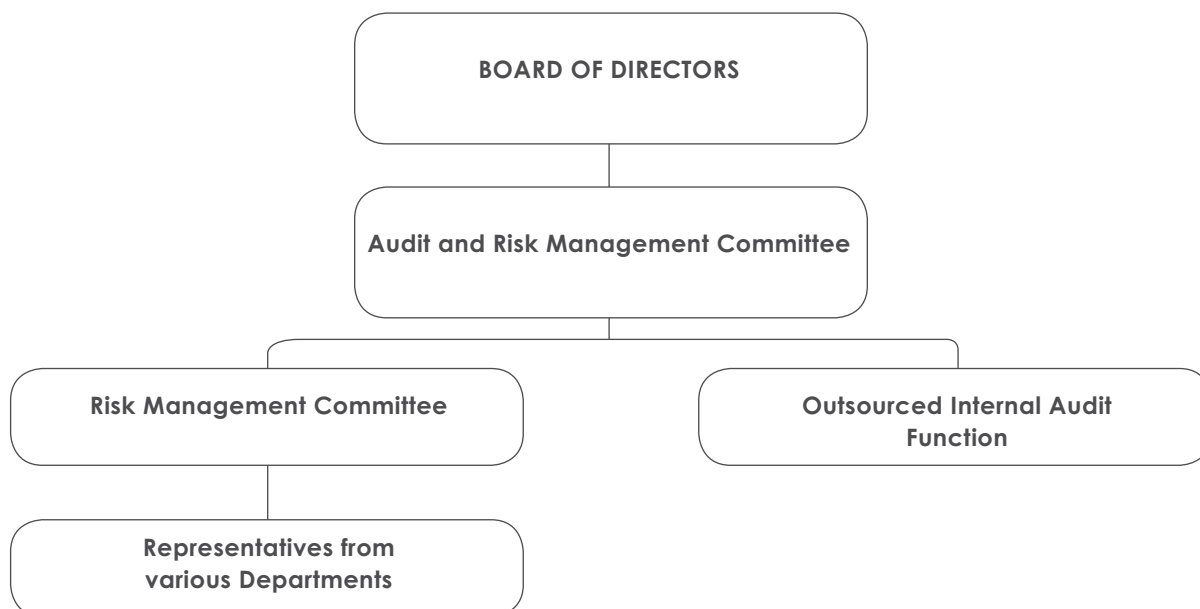 BOARD OF DIRECTORS
Audit and Risk Management Committee
Risk Management Committee
Outsourced Internal Audit
Function
Representatives from
various Departments